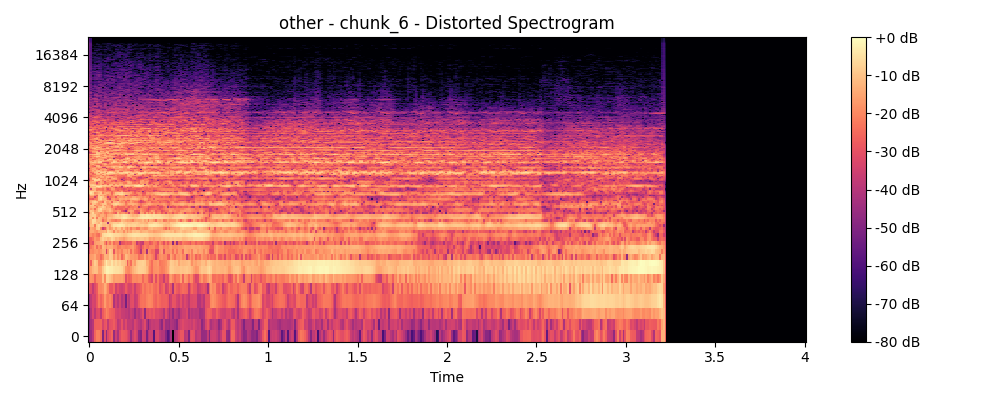 other - chunk_6 - Distorted Spectrogram
Hz
16384
8192
4096
2048
1024
512
256
128
64
0
0 0.5 1 1.5 2 2.5 3 3.5 4
Time
+0 dB
-10 dB
-20 dB
-30 dB
-40 dB
-50 dB
-60 dB
-70 dB
-80 dB